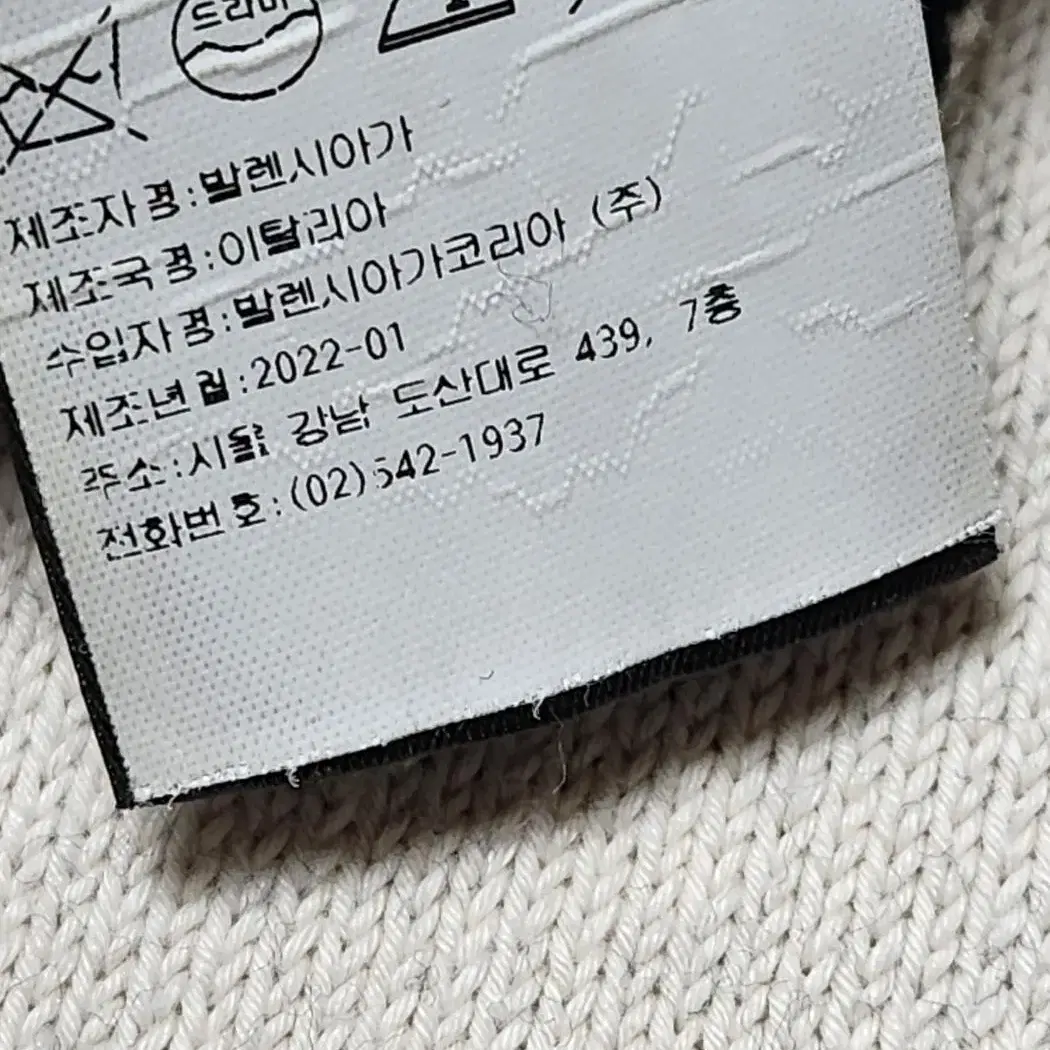 드라이
제조자명:발렌시아가
제조국명:이탈리아
수입자명:발렌시아가코리아 (주)
제조년월:2022-01
주소:서울 강남 도산대로 439, 7층
전화번호:(02)542-1937